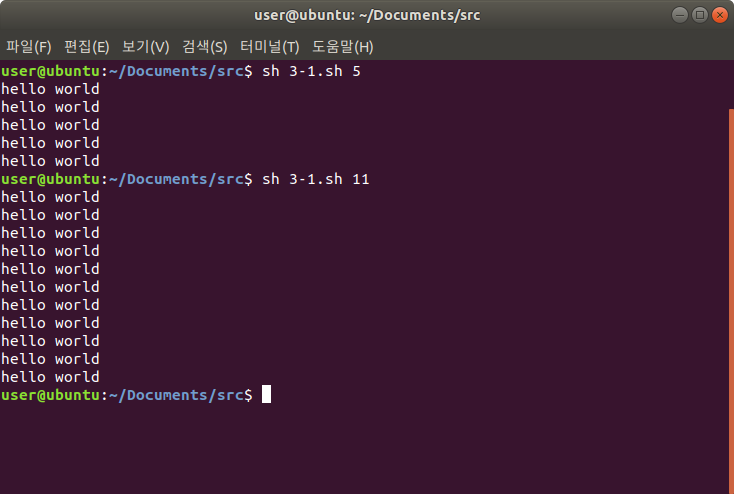 user@ubuntu: ~/Documents/src
파일(F) 편집(E) 보기(V) 검색(S) 터미널(T) 도움말(H)
user@ubuntu:~/Documents/src$ sh 3-1.sh 5
hello world
hello world
hello world
hello world
hello world
user@ubuntu:~/Documents/src$ sh 3-1.sh 11
hello world
hello world
hello world
hello world
hello world
hello world
hello world
hello world
hello world
hello world
hello world
user@ubuntu:~/Documents/src$